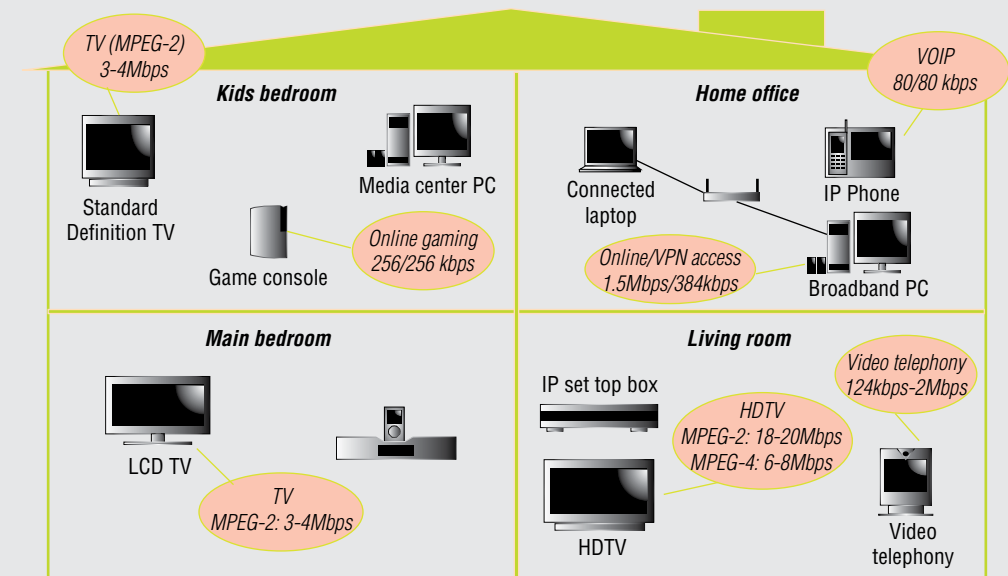 TV (MPEG-2)
3-4Mbps
Kids bedroom
Standard
Definition TV
Media center PC
Game console
Online gaming
256/256 kbps
Home office
VOIP
80/80 kbps
Connected
laptop
IP Phone
Online/VPN access
1.5Mbps/384kbps
Broadband PC
Main bedroom
LCD TV
TV
MPEG-2: 3-4Mbps
Living room
IP set top box
HDTV
MPEG-2: 18-20Mbps
MPEG-4: 6-8Mbps
HDTV
Video telephony
124kbps-2Mbps
Video
telephony